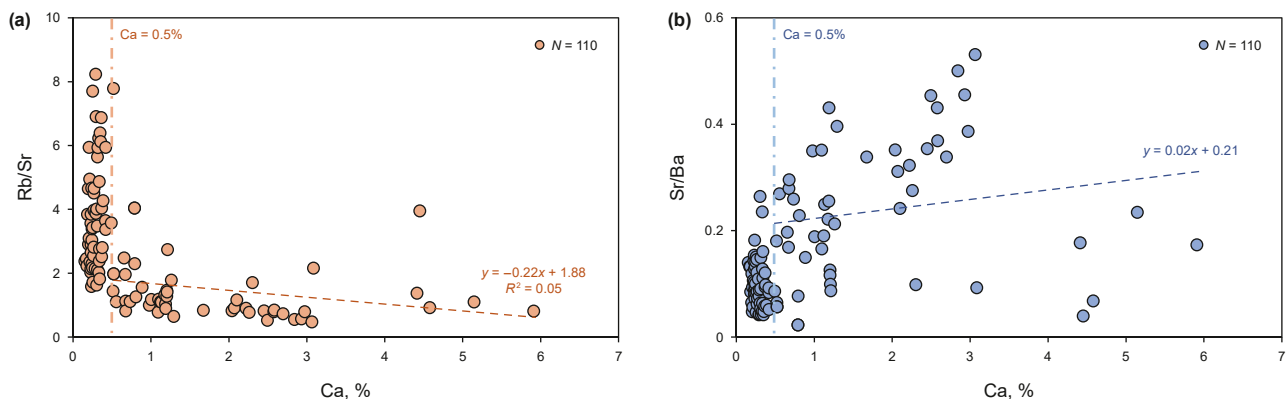 (a)
10
8
6
4
2
0
Rb/Sr
Ca = 0.5%
N = 110
y = −0.22x + 1.88
R² = 0.05
0 1 2 3 4 5 6 7
Ca, %
(b)
0.6
0.4
0.2
0
Sr/Ba
Ca = 0.5%
N = 110
y = 0.02x + 0.21
0 1 2 3 4 5 6 7
Ca, %